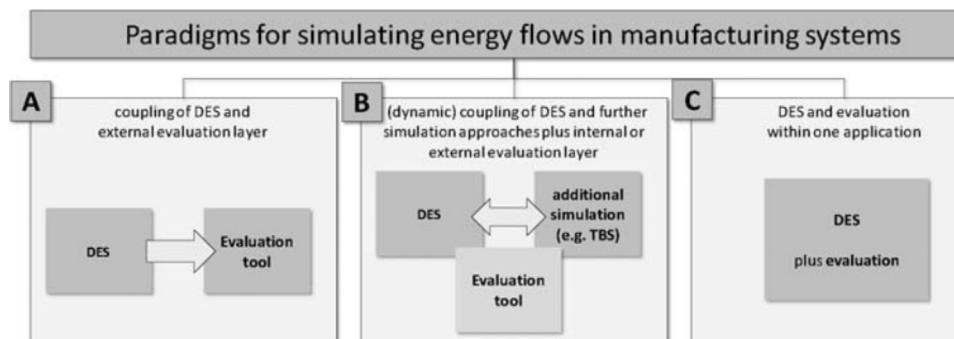 Paradigms for simulating energy flows in manufacturing systems
A
coupling of DES and
external evaluation layer
DES
Evaluation
tool
B
(dynamic) coupling of DES and further
simulation approaches plus internal or
external evaluation layer
DES
additional
simulation
(e.g. TBS)
Evaluation
tool
C
DES and evaluation
within one application
DES
plus evaluation